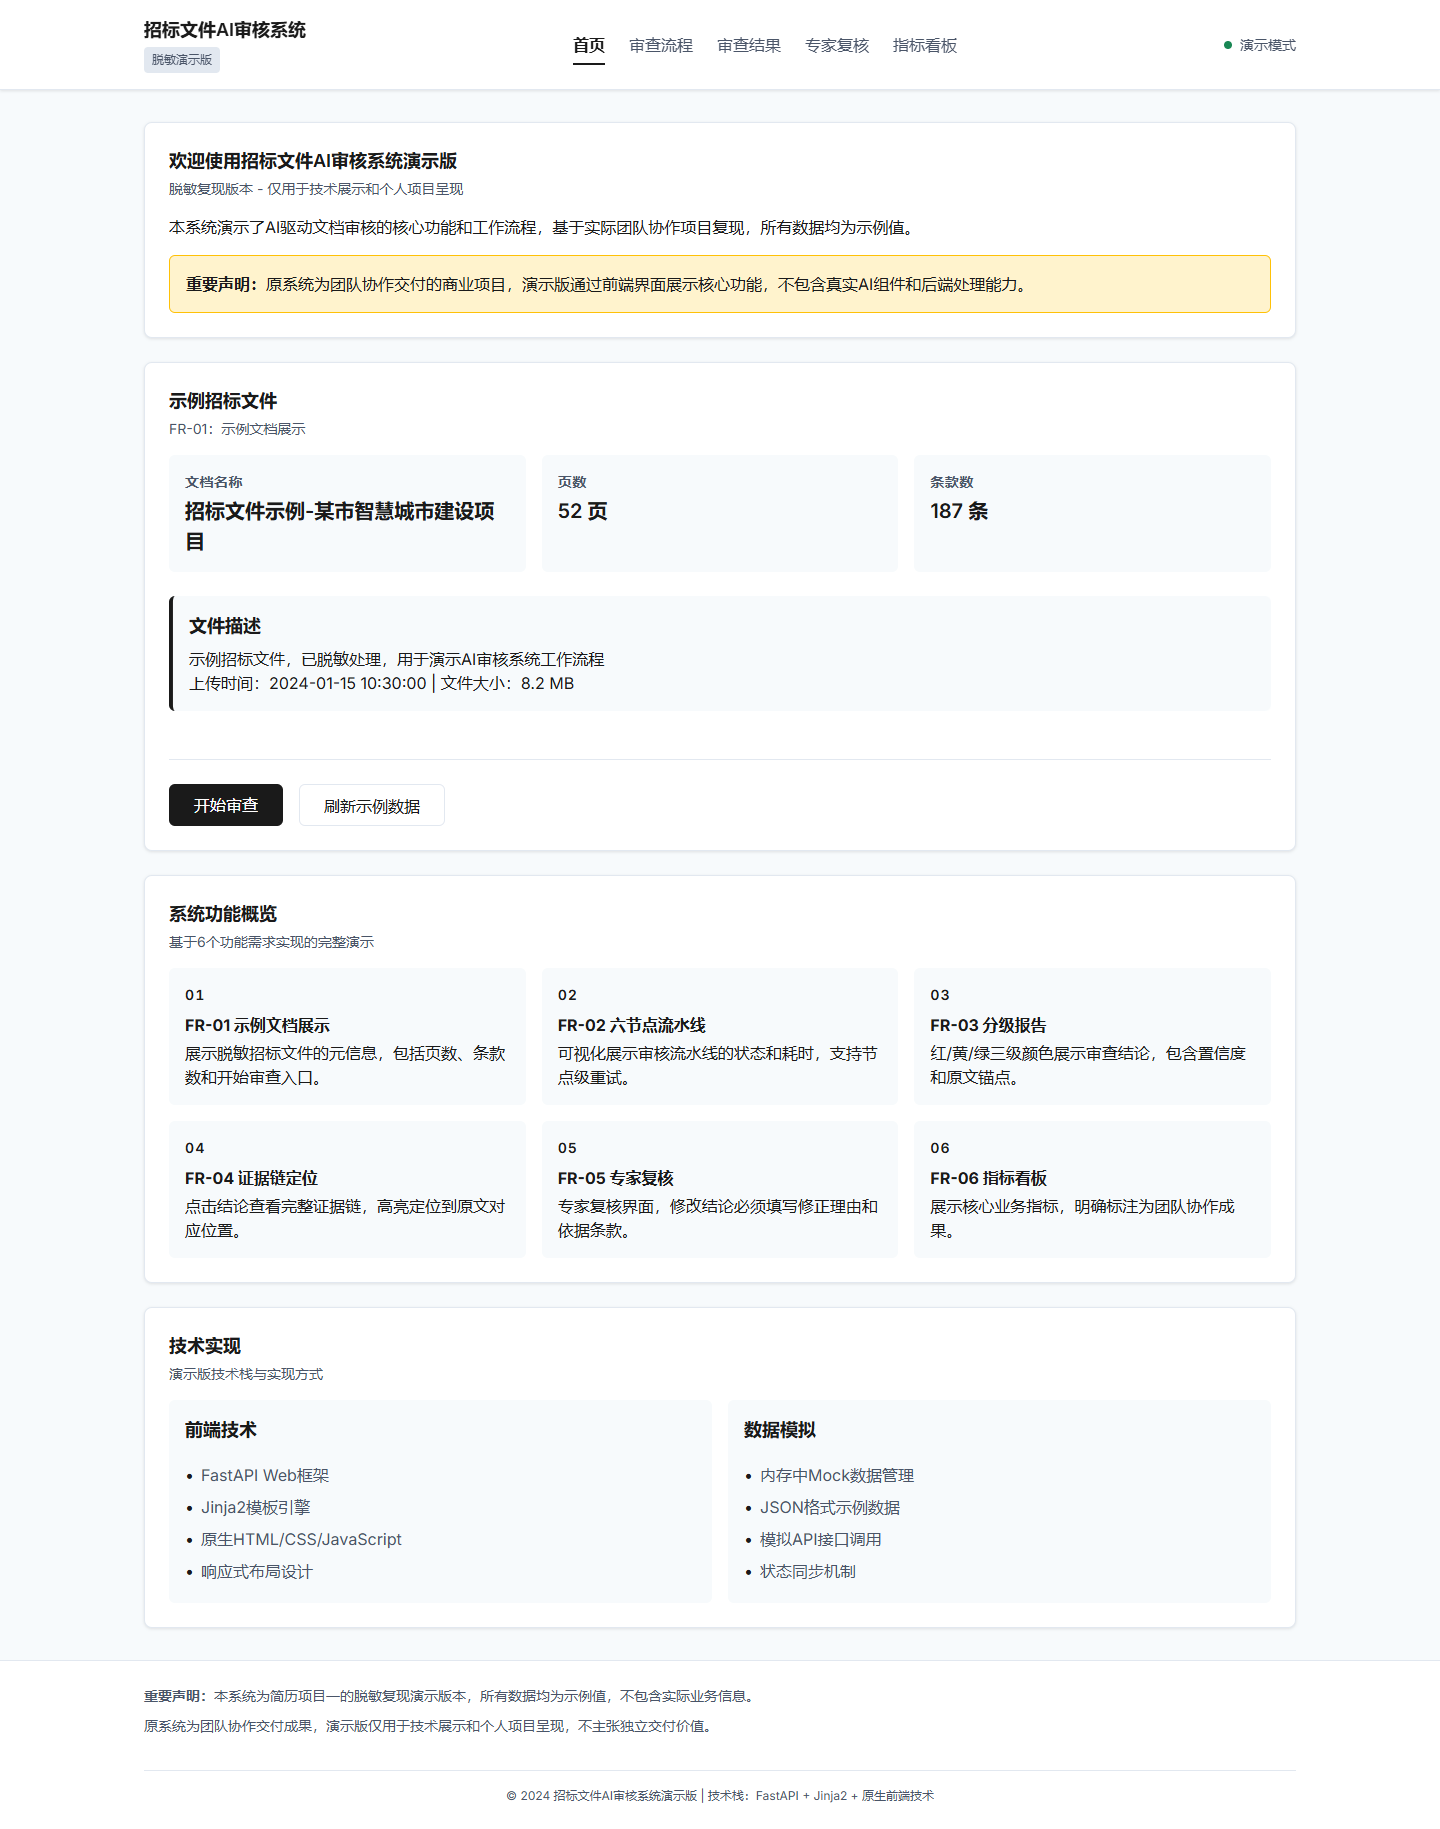 招标文件AI审核系统
脱敏演示版
首页
审查流程
审查结果
专家复核
指标看板
演示模式
欢迎使用招标文件AI审核系统演示版
脱敏复现版本 - 仅用于技术展示和个人项目呈现
本系统演示了AI驱动文档审核的核心功能和工作流程，基于实际团队协作项目复现，所有数据均为示例值。
重要声明：原系统为团队协作交付的商业项目，演示版通过前端界面展示核心功能，不包含真实AI组件和后端处理能力。
示例招标文件
FR-01：示例文档展示
文档名称
招标文件示例-某市智慧城市建设项
目
页数
52 页
条款数
187 条
文件描述
示例招标文件，已脱敏处理，用于演示AI审核系统工作流程
上传时间：2024-01-15 10:30:00 | 文件大小：8.2 MB
开始审查
刷新示例数据
系统功能概览
基于6个功能需求实现的完整演示
01
FR-01 示例文档展示
展示脱敏招标文件的元信息，包括页数、条款
数和开始审查入口。
02
FR-02 六节点流水线
可视化展示审核流水线的状态和耗时，支持节
点级重试。
03
FR-03 分级报告
红/黄/绿三级颜色展示审查结论，包含置信度
和原文锚点。
04
FR-04 证据链定位
点击结论查看完整证据链，高亮定位到原文对
应位置。
05
FR-05 专家复核
专家复核界面，修改结论必须填写修正理由和
依据条款。
06
FR-06 指标看板
展示核心业务指标，明确标注为团队协作成
果。
技术实现
演示版技术栈与实现方式
前端技术
• FastAPI Web框架
• Jinja2模板引擎
• 原生HTML/CSS/JavaScript
• 响应式布局设计
数据模拟
• 内存中Mock数据管理
• JSON格式示例数据
• 模拟API接口调用
• 状态同步机制
重要声明：本系统为简历项目一的脱敏复现演示版本，所有数据均为示例值，不包含实际业务信息。
原系统为团队协作交付成果，演示版仅用于技术展示和个人项目呈现，不主张独立交付价值。
© 2024 招标文件AI审核系统演示版 | 技术栈：FastAPI + Jinja2 + 原生前端技术